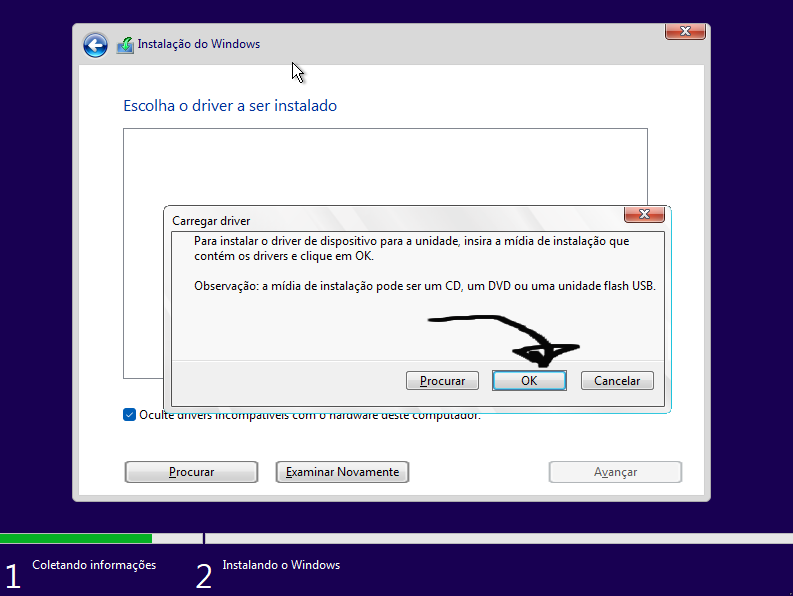 Instalação do Windows
Escolha o driver a ser instalado
Carregar driver
Para instalar o driver de dispositivo para a unidade, insira a mídia de instalação que
contém os drivers e clique em OK.
Observação: a mídia de instalação pode ser um CD, um DVD ou uma unidade flash USB.
Procurar
OK
Cancelar
Oculte drivers incompatíveis com o hardware deste computador.
Procurar
Examinar Novamente
Avançar
1 Coletando informações
2 Instalando o Windows